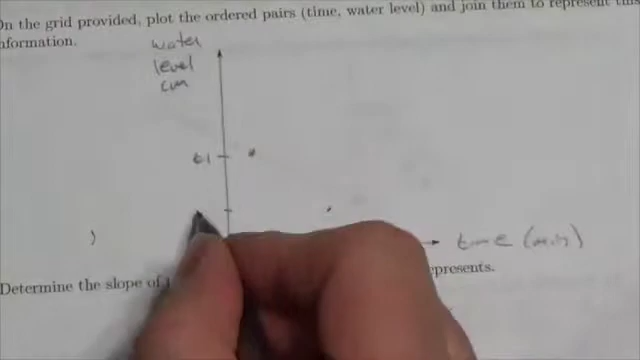 On the grid provided, plot the ordered pairs (time, water level) and join them to represent this
information.
water
level
cm
61
time (min)
Determine the slope of
represents.